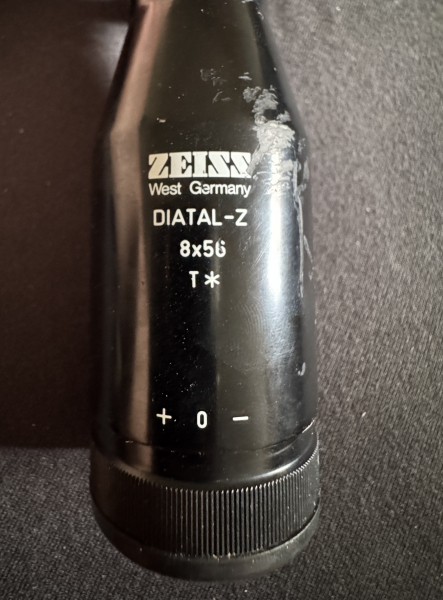 ZEISS
West Germany
DIATAL-Z
8x56
T*
+ 0 -